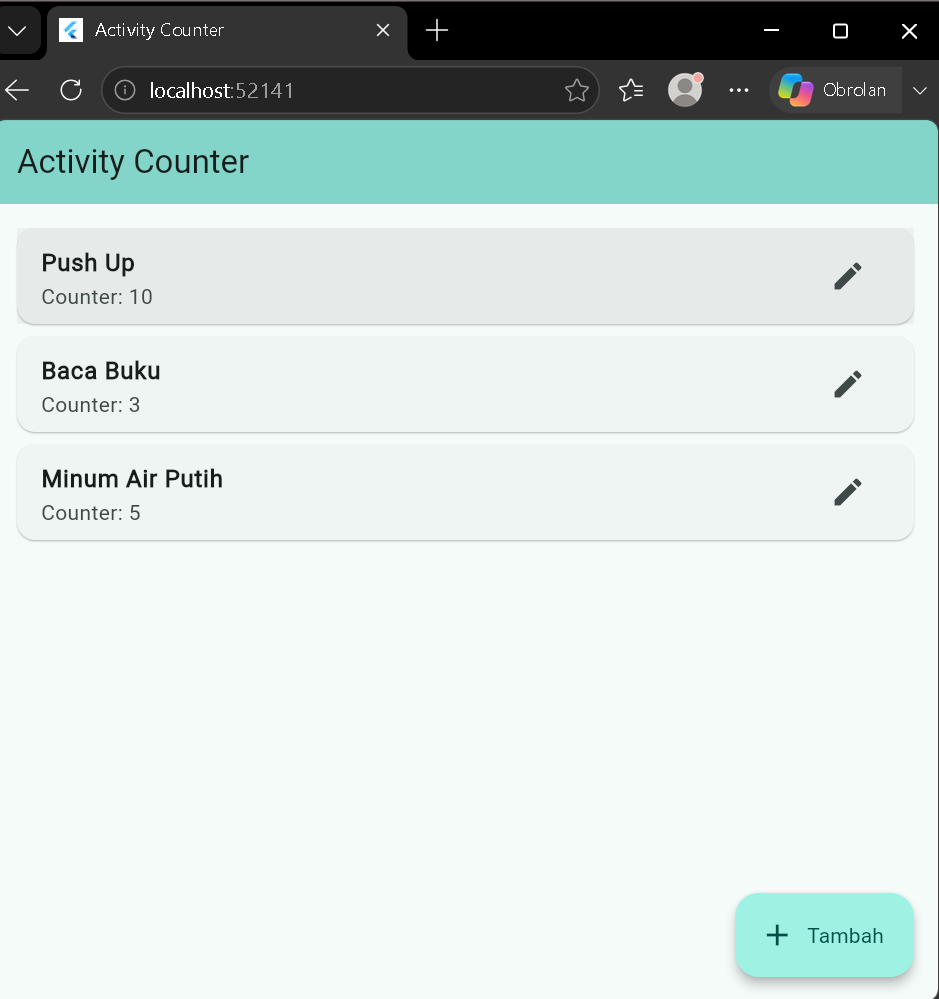 Activity Counter
localhost:52141
Obrolan
Activity Counter
Push Up
Counter: 10
Baca Buku
Counter: 3
Minum Air Putih
Counter: 5
Tambah